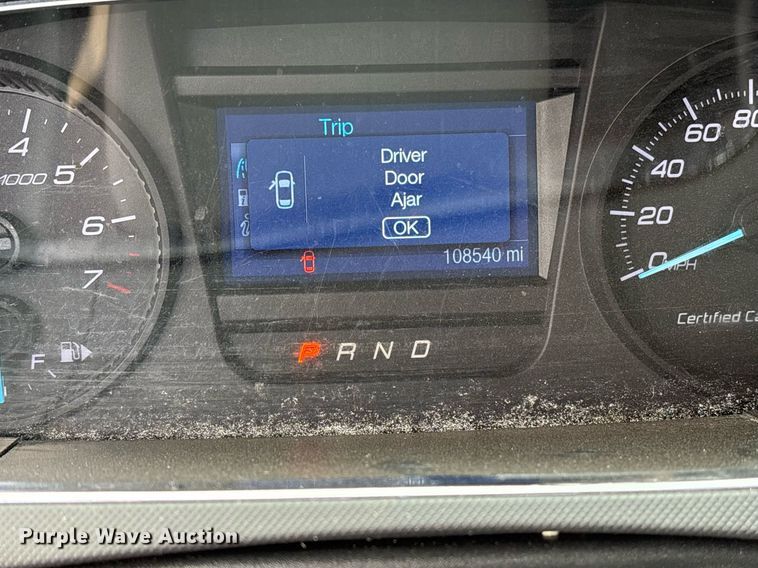 Trip
Driver
Door
Ajar
OK
108540 mi
4
1000 5
6
7
F
P R N D
80
60
40
20
0
MPH
Certified Ca
Purple Wave Auction